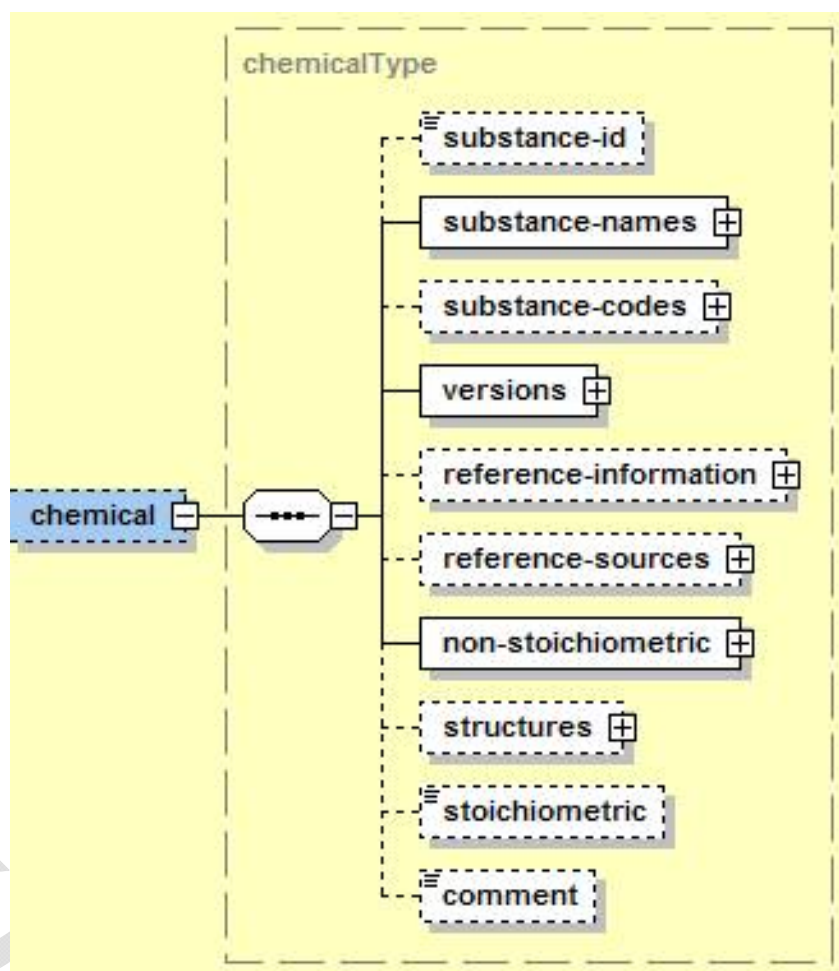 chemicalType
substance-id
substance-names
substance-codes
versions
reference-information
chemical
reference-sources
non-stoichiometric
structures
stoichiometric
comment